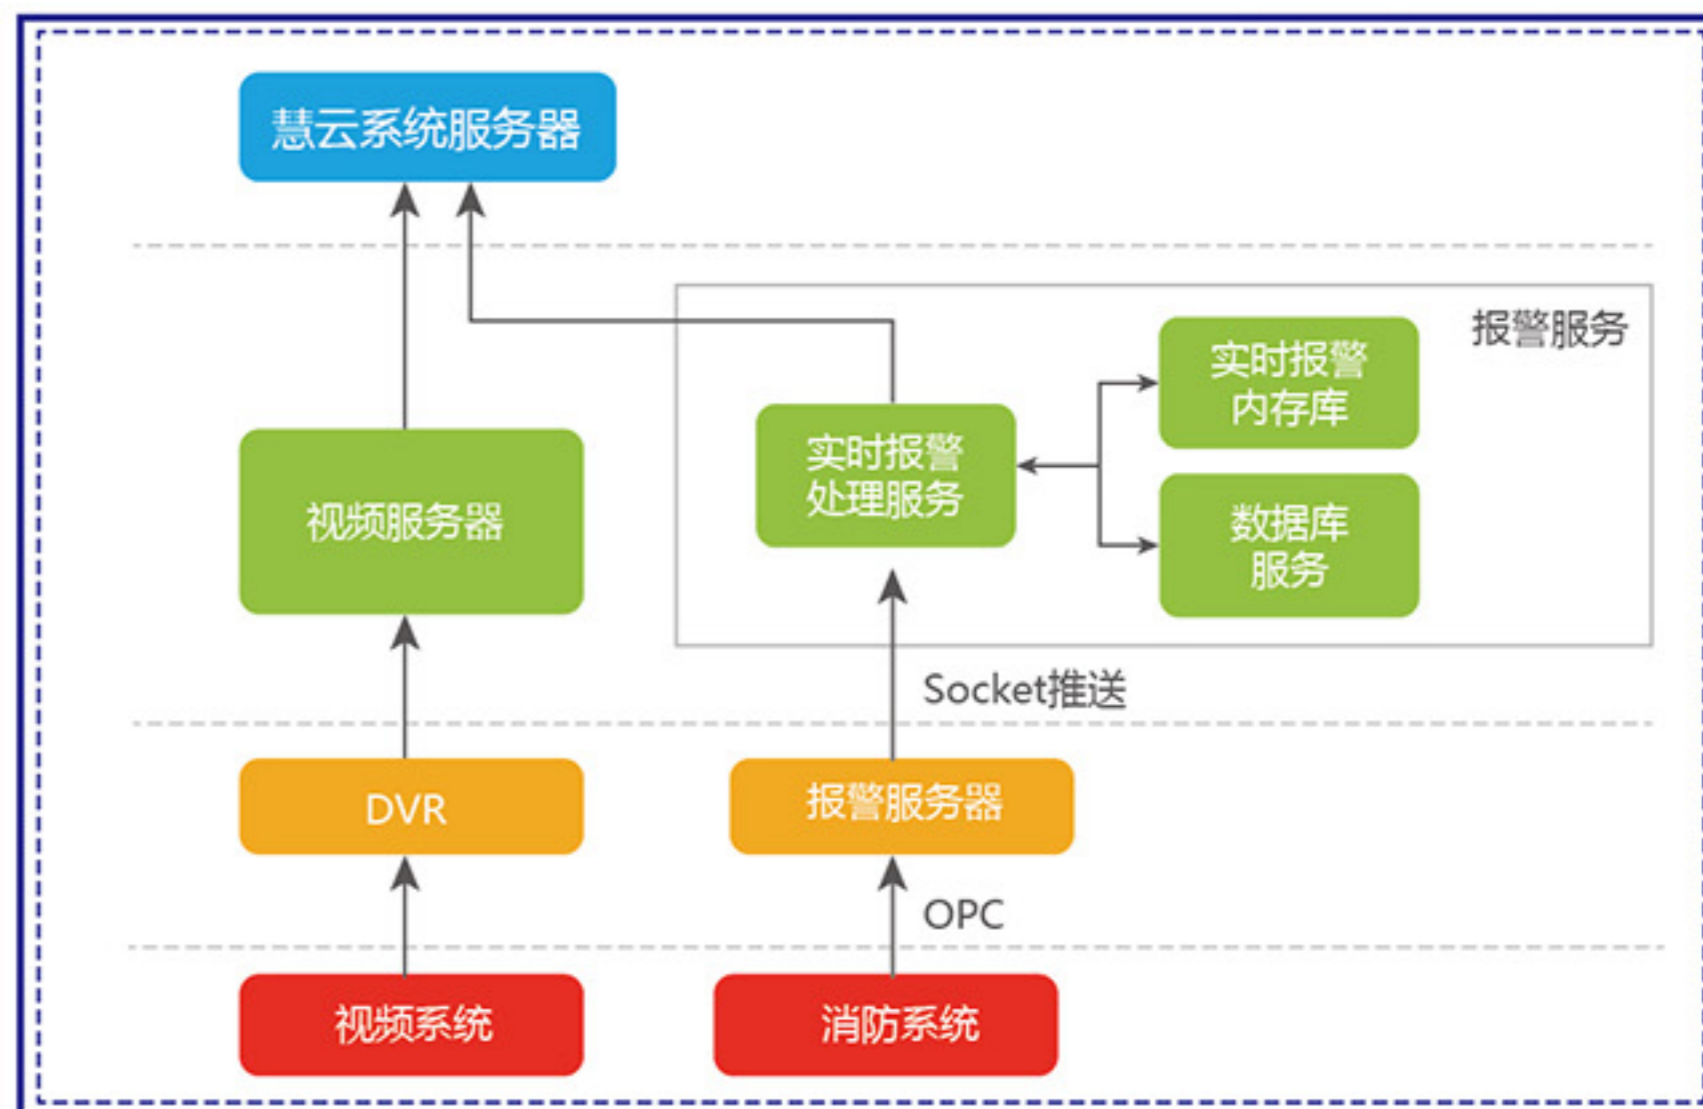 慧云系统服务器
报警服务
实时报警
内存库
实时报警
处理服务
视频服务器
数据库
服务
Socket推送
DVR
报警服务器
OPC
视频系统
消防系统